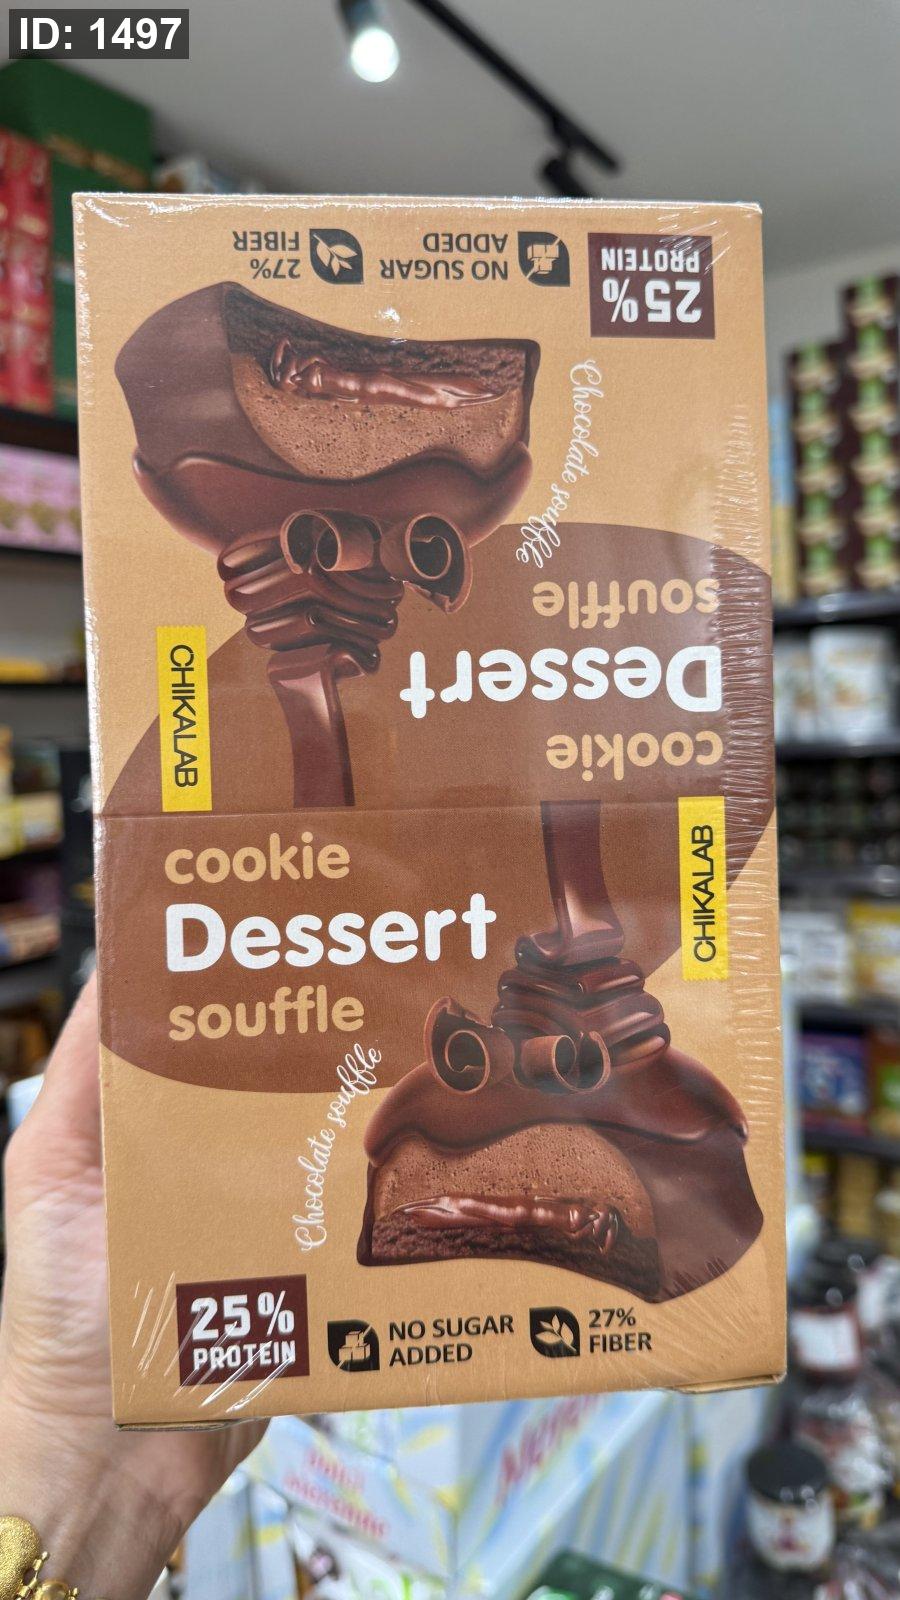 ID: 1497
25%
PROTEIN
NO SUGAR
ADDED
27%
FIBER
Chocolate souffle
cookie
Dessert
souffle
CHIKALAB
cookie
Dessert
souffle
CHIKALAB
Chocolate souffle
25%
PROTEIN
NO SUGAR
ADDED
27%
FIBER